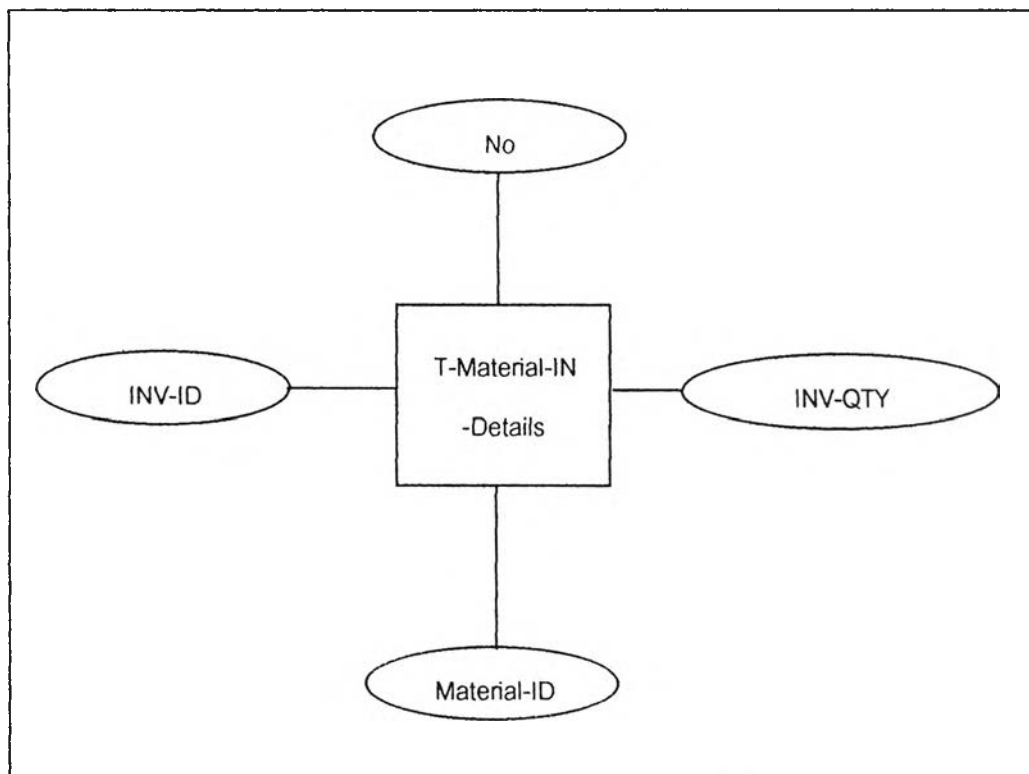 No
T-Material-IN
-Details
INV-ID
INV-QTY
Material-ID